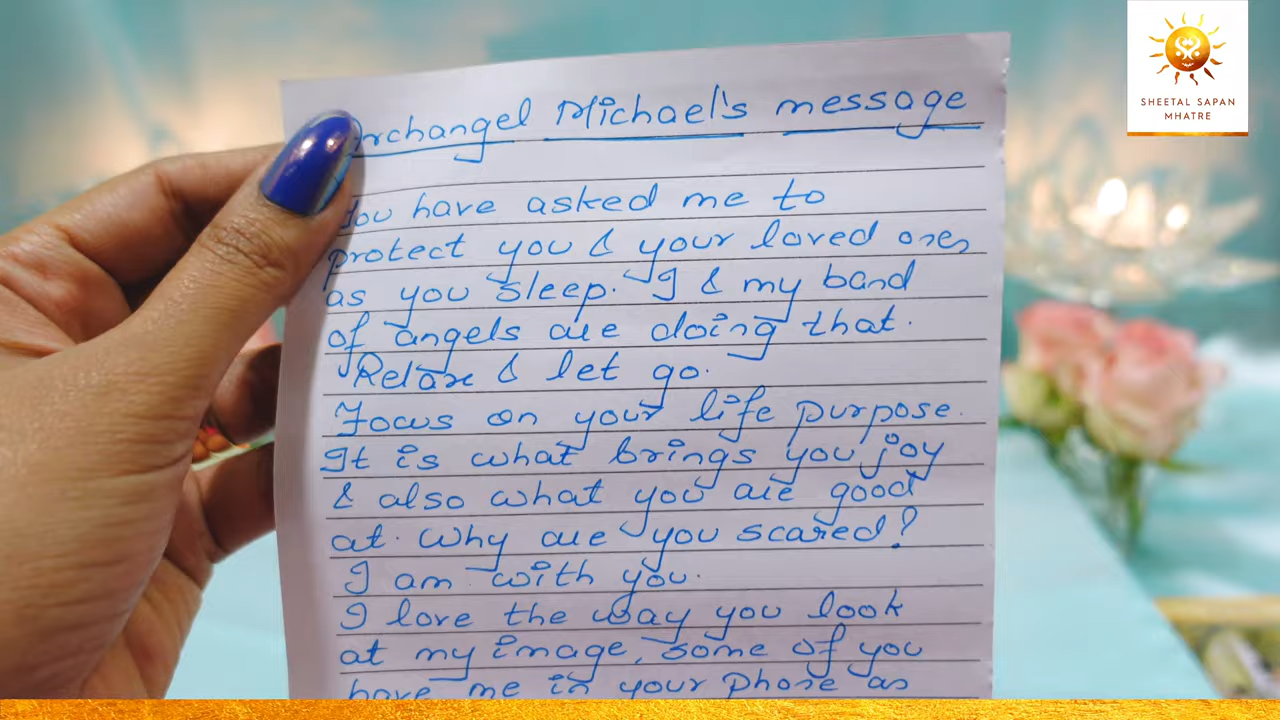 Archangel Michael's message
You have asked me to
protect you & your loved ones
as you sleep. I & my band
of angels are doing that.
Relax & let go.
Focus on your life purpose.
It is what brings you joy
& also what you are good
at. Why are you scared?
I am with you.
I love the way you look
at my image, some of you
have me in your phone as
SHEETAL SAPAN
MHATRE